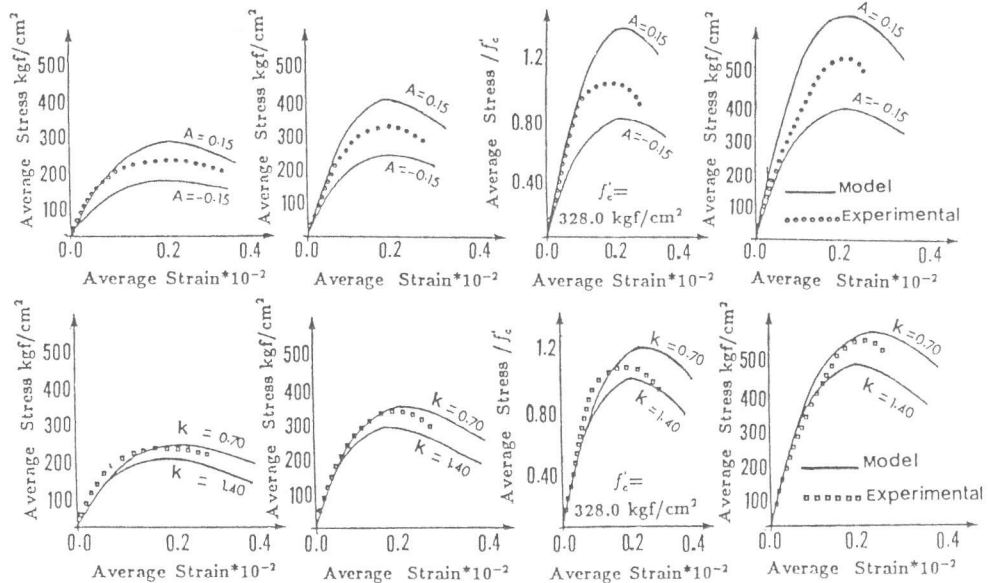 Average Stress kgf/cm²
500
400
300
200
100
0.0
0.2
0.4
A=0.15
A=-0.15
Average Strain*10⁻²
Average Stress kgf/cm²
500
400
300
200
100
0.0
0.2
0.4
A=0.15
A=-0.15
Average Strain*10⁻²
Average Stress /f'c
1.2
0.80
0.40
0.0
0.2
0.4
A=0.15
A=-0.15
f'c=
328.0 kgf/cm²
Average Strain*10⁻²
Average Stress kgf/cm²
500
400
300
200
100
0.0
0.2
0.4
A=0.15
A=-0.15
Model
Experimental
Average Strain*10⁻²
Average Stress kgf/cm²
500
400
300
200
100
0.0
0.2
0.4
k = 0.70
k = 1.40
Average Strain*10⁻²
Average Stress kgf/cm²
500
400
300
200
100
0.0
0.2
0.4
k = 0.70
k = 1.40
Average Strain*10⁻²
Average Stress /f'c
1.2
0.80
0.40
0.0
0.2
0.4
k = 0.70
k = 1.40
f'c=
328.0 kgf/cm²
Average Strain*10⁻²
Average Stress kgf/cm²
500
400
300
200
100
0.0
0.2
0.4
k = 0.70
k = 1.40
Model
Experimental
Average Strain*10⁻²